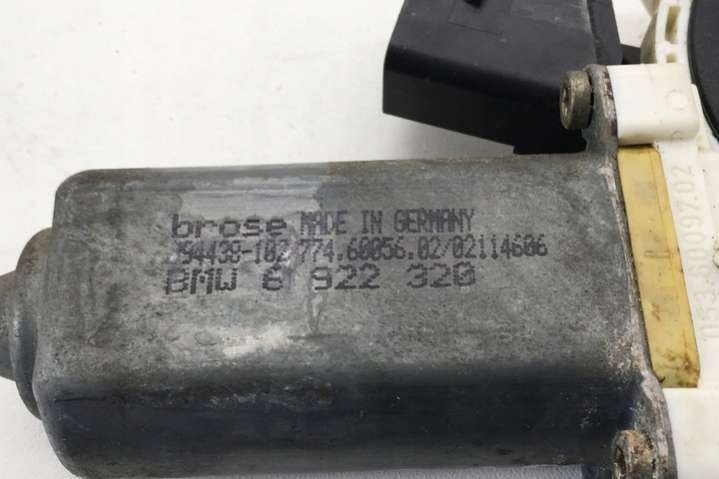 brose MADE IN GERMANY
994438-102 774.60056.02/02114606
BMW 6 922 320